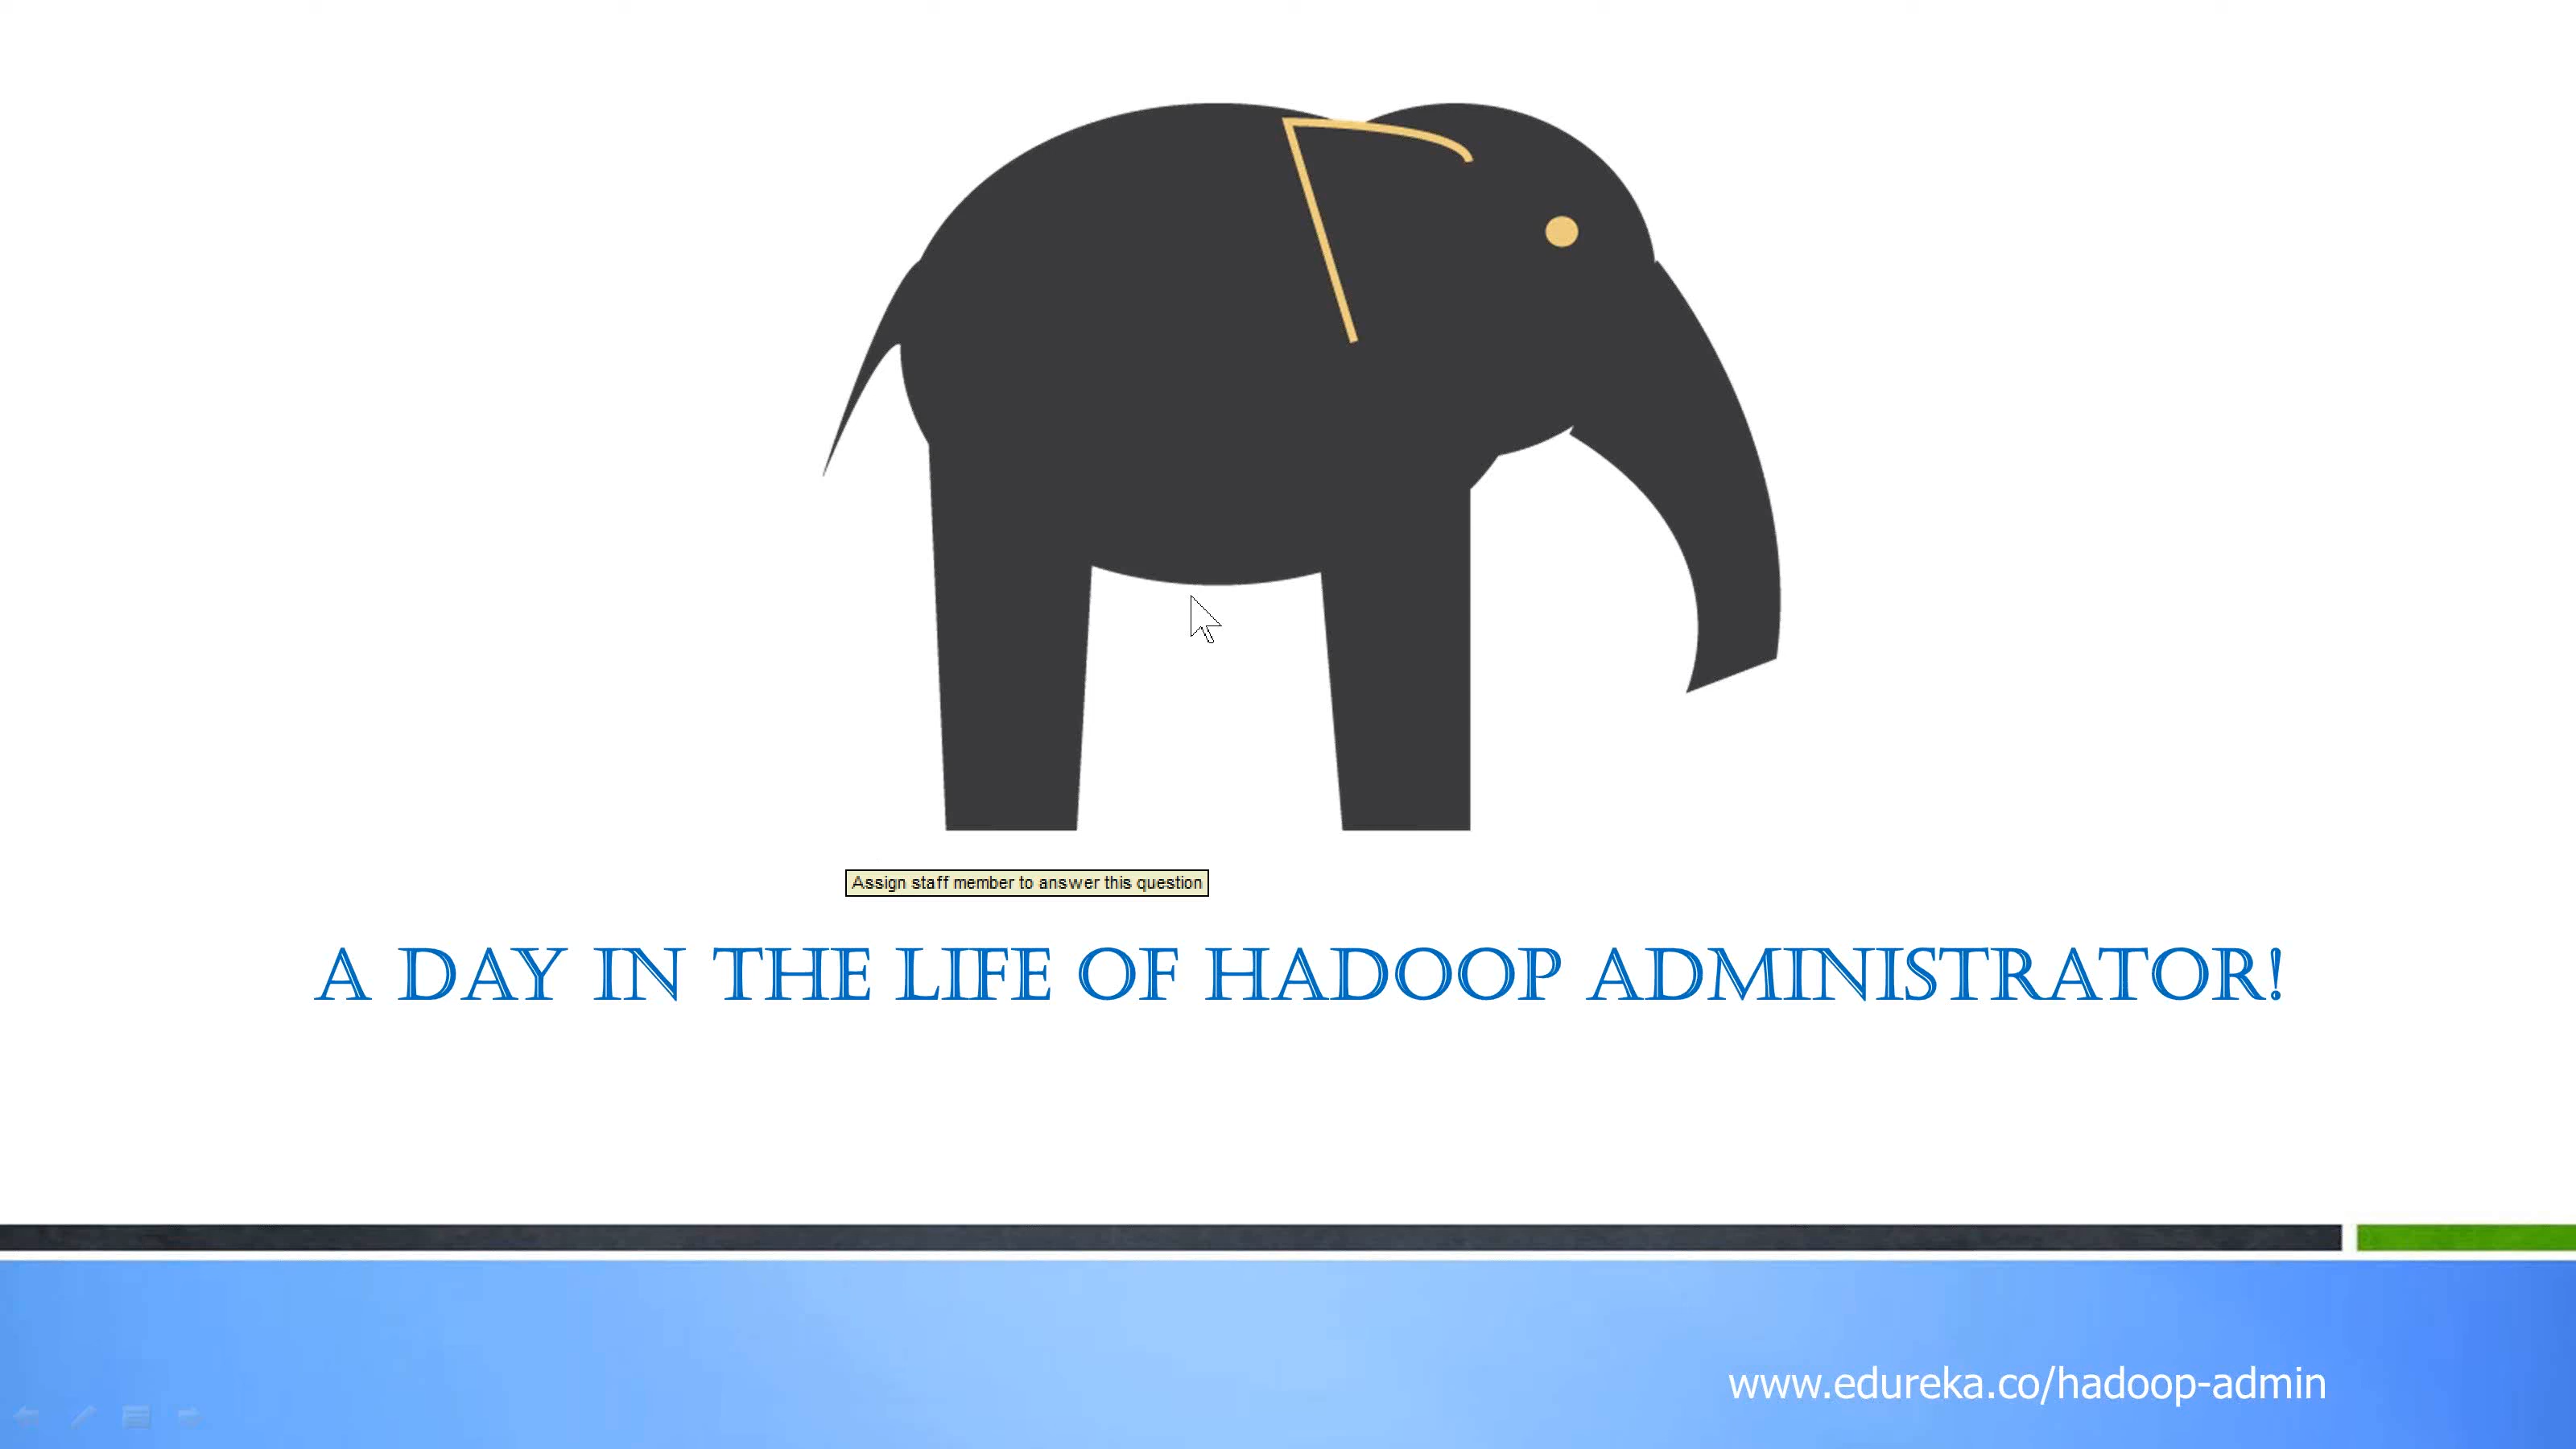 Assign staff member to answer this question
A DAY IN THE LIFE OF HADOOP ADMINISTRATOR!
www.edureka.co/hadoop-admin